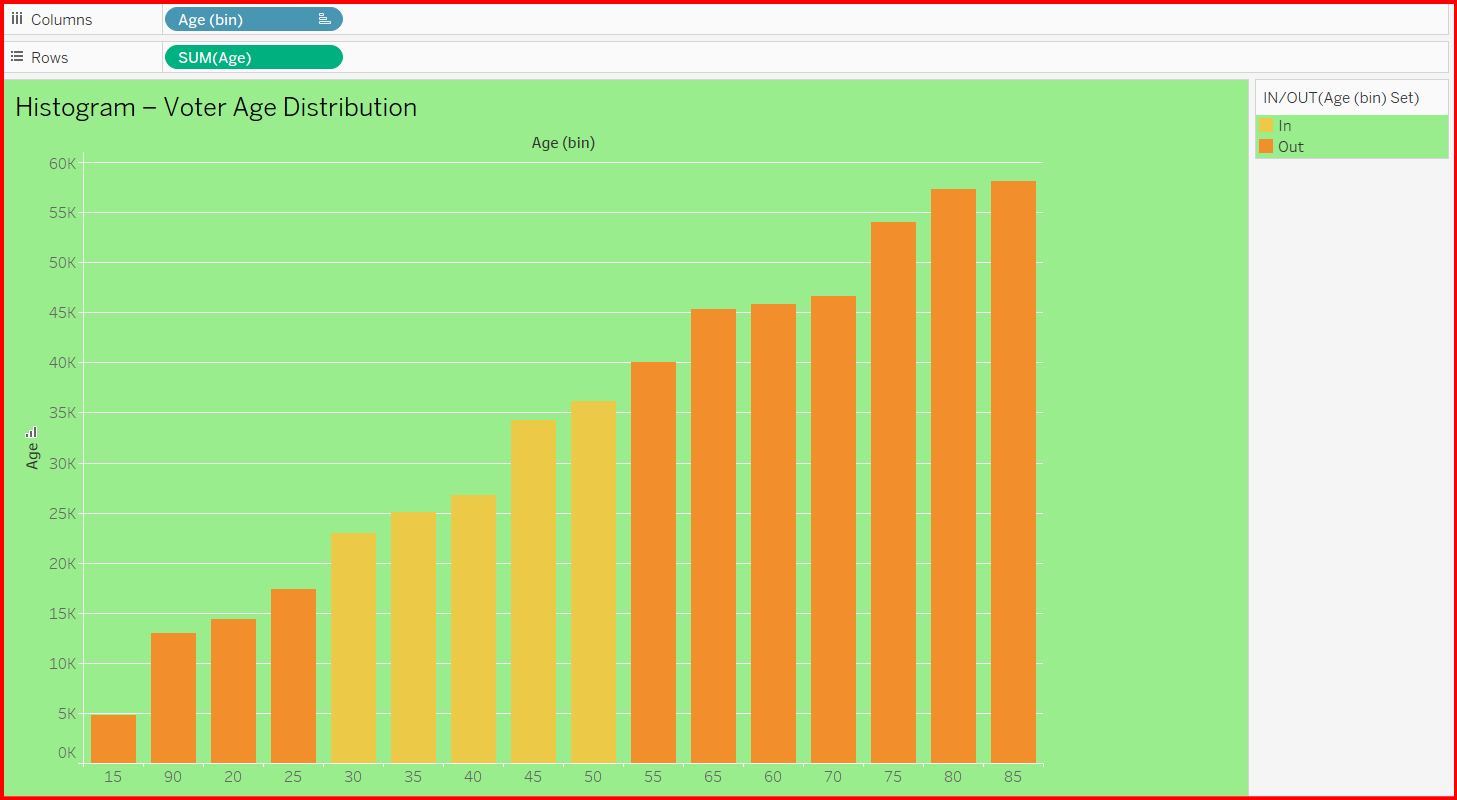 Columns Age (bin)
Rows SUM(Age)
Histogram – Voter Age Distribution
IN/OUT(Age (bin) Set)
In
Out
Age (bin)
60K
55K
50K
45K
40K
35K
30K
25K
20K
15K
10K
5K
0K
Age
15 90 20 25 30 35 40 45 50 55 65 60 70 75 80 85